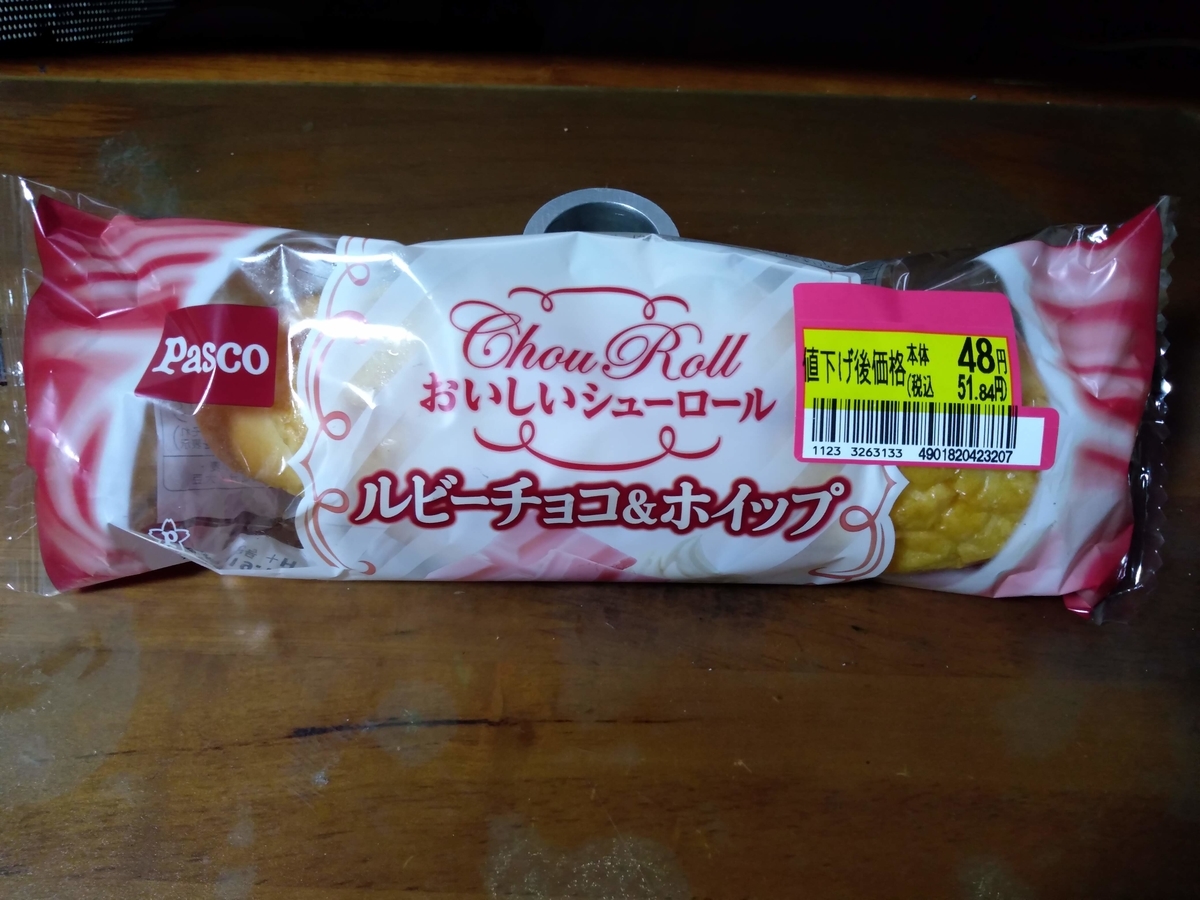 Pasco
Chou Roll
おいしいシューロール
ルビーチョコ&ホイップ
値下げ後価格 本体 48円
(税込 51.84円)
1123 3263133 4901820423207